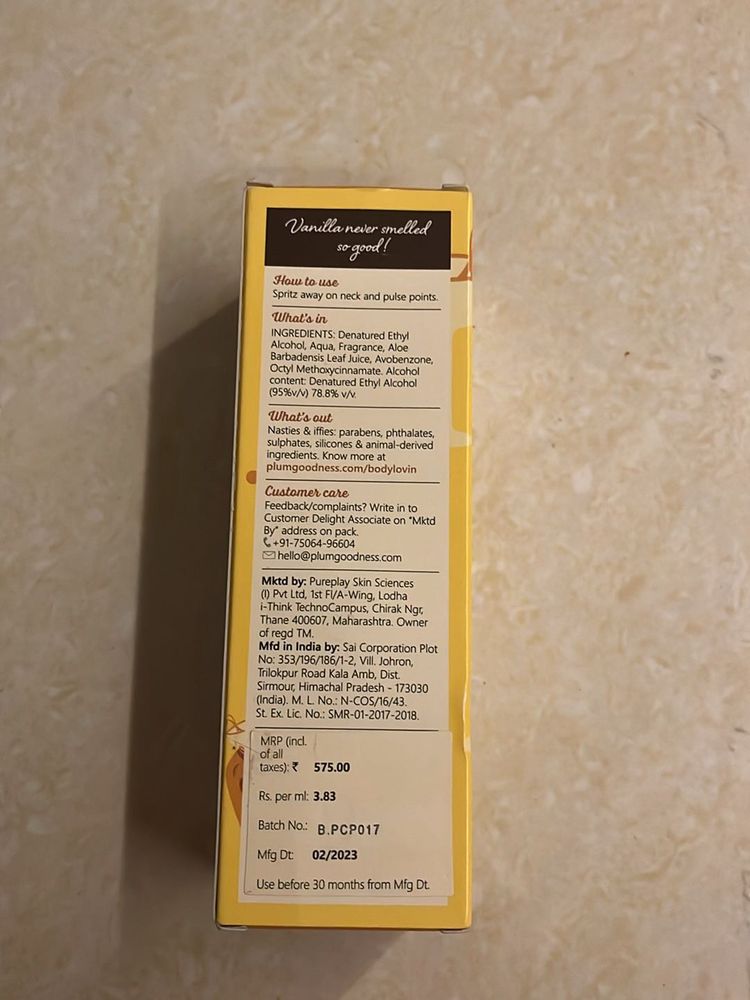 Vanilla never smelled
so good!
How to use
Spritz away on neck and pulse points.
What's in
INGREDIENTS: Denatured Ethyl
Alcohol, Aqua, Fragrance, Aloe
Barbadensis Leaf Juice, Avobenzone,
Octyl Methoxycinnamate. Alcohol
content: Denatured Ethyl Alcohol
(95%v/v) 78.8% v/v.
What's out
Nasties & iffies: parabens, phthalates,
sulphates, silicones & animal-derived
ingredients. Know more at
plumgoodness.com/bodylovin
Customer care
Feedback/complaints? Write in to
Customer Delight Associate on "Mktd
By" address on pack.
+91-75064-96604
hello@plumgoodness.com
Mktd by: Pureplay Skin Sciences
(I) Pvt Ltd, 1st Fl/A-Wing, Lodha
i-Think TechnoCampus, Chirak Ngr,
Thane 400607, Maharashtra. Owner
of regd TM.
Mfd in India by: Sai Corporation Plot
No: 353/196/186/1-2, Vill. Johron,
Trilokpur Road Kala Amb, Dist.
Sirmour, Himachal Pradesh - 173030
(India). M. L. No.: N-COS/16/43.
St. Ex. Lic. No.: SMR-01-2017-2018.
MRP (incl.
of all
taxes): ₹ 575.00
Rs. per ml: 3.83
Batch No.: B.PCP017
Mfg Dt: 02/2023
Use before 30 months from Mfg Dt.